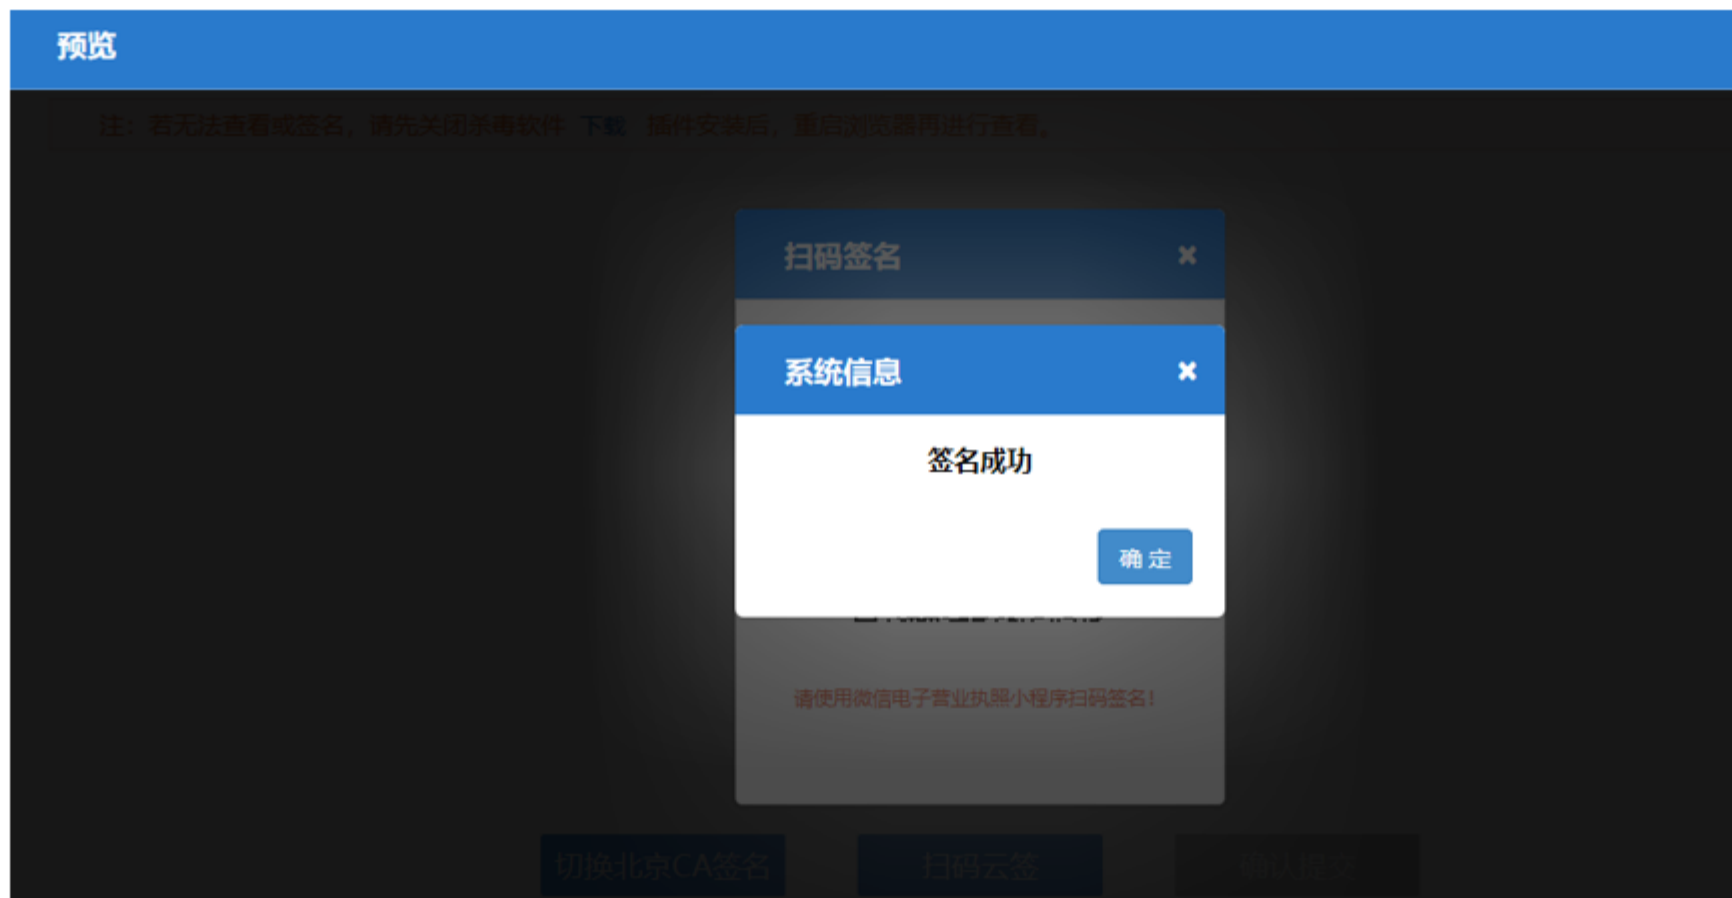 预览
注：若无法查看或签名，请先关闭杀毒软件 下载 插件安装后，重启浏览器再进行查看。
扫码签名
系统信息
签名成功
确 定
请使用微信电子营业执照小程序扫码签名！
切换北京CA签名 扫码云签 确认提交